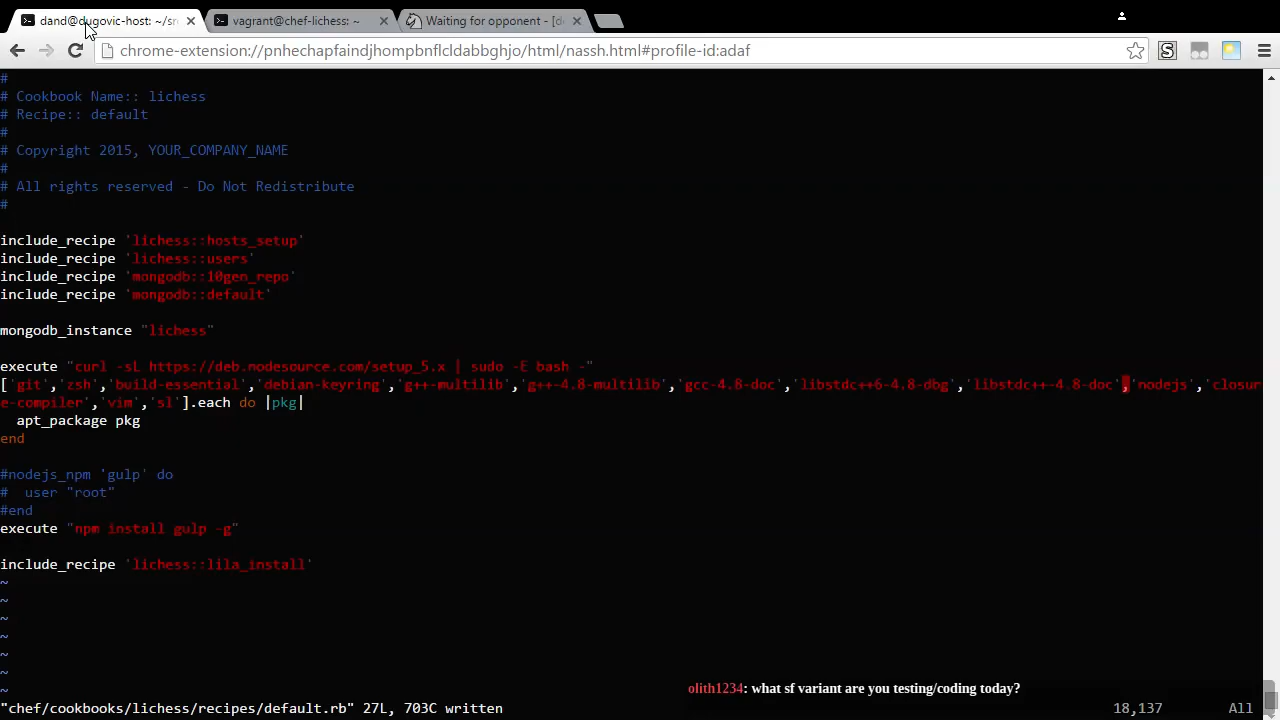 dand@dugovic-host: ~/sr
vagrant@chef-lichess: ~
Waiting for opponent - [d
chrome-extension://pnhechapfaindjhompbnflcldabbghjo/html/nassh.html#profile-id:adaf
#
# Cookbook Name:: lichess
# Recipe:: default
#
# Copyright 2015, YOUR_COMPANY_NAME
#
# All rights reserved - Do Not Redistribute
#
include_recipe 'lichess::hosts_setup'
include_recipe 'lichess::users'
include_recipe 'mongodb::10gen_repo'
include_recipe 'mongodb::default'
mongodb_instance "lichess"
execute "curl -sL https://deb.nodesource.com/setup_5.x | sudo -E bash -"
['git','zsh','build-essential','debian-keyring','g++-multilib','g++-4.8-multilib','gcc-4.8-doc','libstdc++6-4.8-dbg','libstdc++-4.8-doc','nodejs','closur
e-compiler','vim','sl'].each do |pkg|
  apt_package pkg
end
#nodejs_npm 'gulp' do
#  user "root"
#end
execute "npm install gulp -g"
include_recipe 'lichess::lila_install'
~
~
~
~
~
~
~
olith1234: what sf variant are you testing/coding today?
"chef/cookbooks/lichess/recipes/default.rb" 27L, 703C written 18,137 All